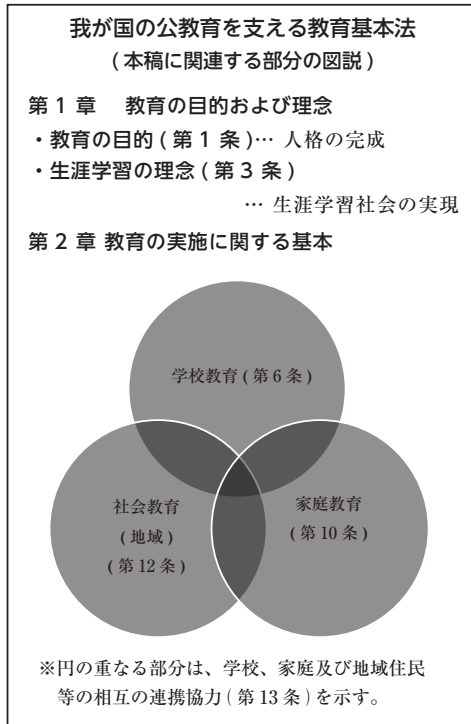 我が国の公教育を支える教育基本法
(本稿に関連する部分の図説)
第1章 教育の目的および理念
・教育の目的(第1条)… 人格の完成
・生涯学習の理念(第3条)
… 生涯学習社会の実現
第2章 教育の実施に関する基本
学校教育(第6条)
社会教育
(地域)
(第12条)
家庭教育
(第10条)
※円の重なる部分は、学校、家庭及び地域住民
等の相互の連携協力(第13条)を示す。